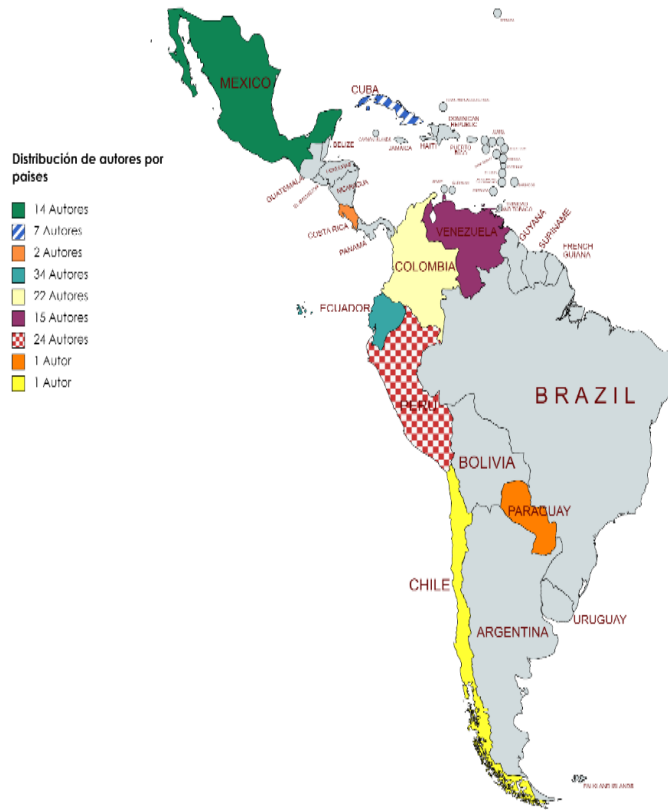 MEXICO
CUBA
DOMINICAN
REPUBLIC
BELIZE
JAMAICA
HAITI
PUERTO
RICO
Distribución de autores por
paises
GUATEMALA
NICARAGUA
14 Autores
7 Autores
2 Autores
34 Autores
22 Autores
15 Autores
24 Autores
1 Autor
1 Autor
COSTA RICA
PANAMA
VENEZUELA
GUYANA
SURINAME
FRENCH
GUIANA
COLOMBIA
ECUADOR
PERU
BRAZIL
BOLIVIA
PARAGUAY
CHILE
URUGUAY
ARGENTINA
FALKLAND ISLANDS